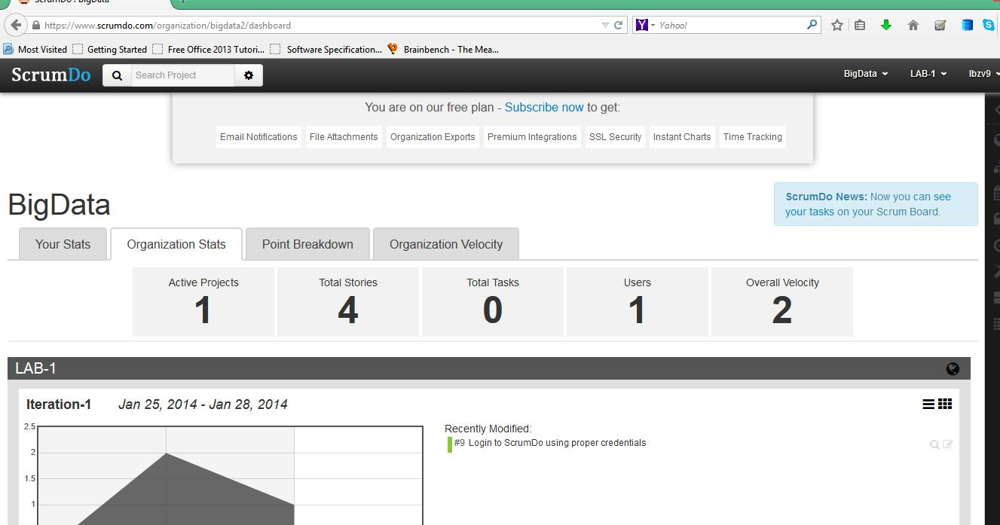 ScrumDo : BigData
https://www.scrumdo.com/organization/bigdata2/dashboard
Yahoo!
Most Visited Getting Started Free Office 2013 Tutori... Software Specification... Brainbench - The Mea...
ScrumDo Search Project BigData LAB-1 lbzv9
You are on our free plan - Subscribe now to get:
Email Notifications File Attachments Organization Exports Premium Integrations SSL Security Instant Charts Time Tracking
BigData
ScrumDo News: Now you can see
your tasks on your Scrum Board.
Your Stats Organization Stats Point Breakdown Organization Velocity
Active Projects Total Stories Total Tasks Users Overall Velocity
1 4 0 1 2
LAB-1
Iteration-1 Jan 25, 2014 - Jan 28, 2014
Recently Modified:
#9 Login to ScrumDo using proper credentials
2.5
2
1.5
1